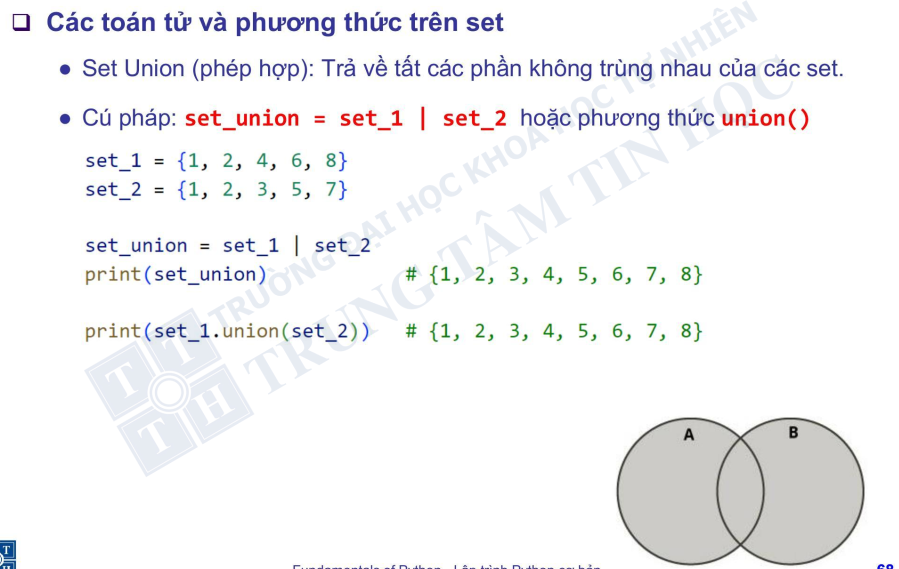 Các toán tử và phương thức trên set
Set Union (phép hợp): Trả về tất các phần không trùng nhau của các set.
Cú pháp: set_union = set_1 | set_2 hoặc phương thức union()
set_1 = {1, 2, 4, 6, 8}
set_2 = {1, 2, 3, 5, 7}
set_union = set_1 | set_2
print(set_union) # {1, 2, 3, 4, 5, 6, 7, 8}
print(set_1.union(set_2)) # {1, 2, 3, 4, 5, 6, 7, 8}
A B
TRƯỜNG ĐẠI HỌC KHOA HỌC TỰ NHIÊN
TRUNG TÂM TIN HỌC
T T
T H
T
Fundamentals of Python - Lập trình Python cơ bản
68